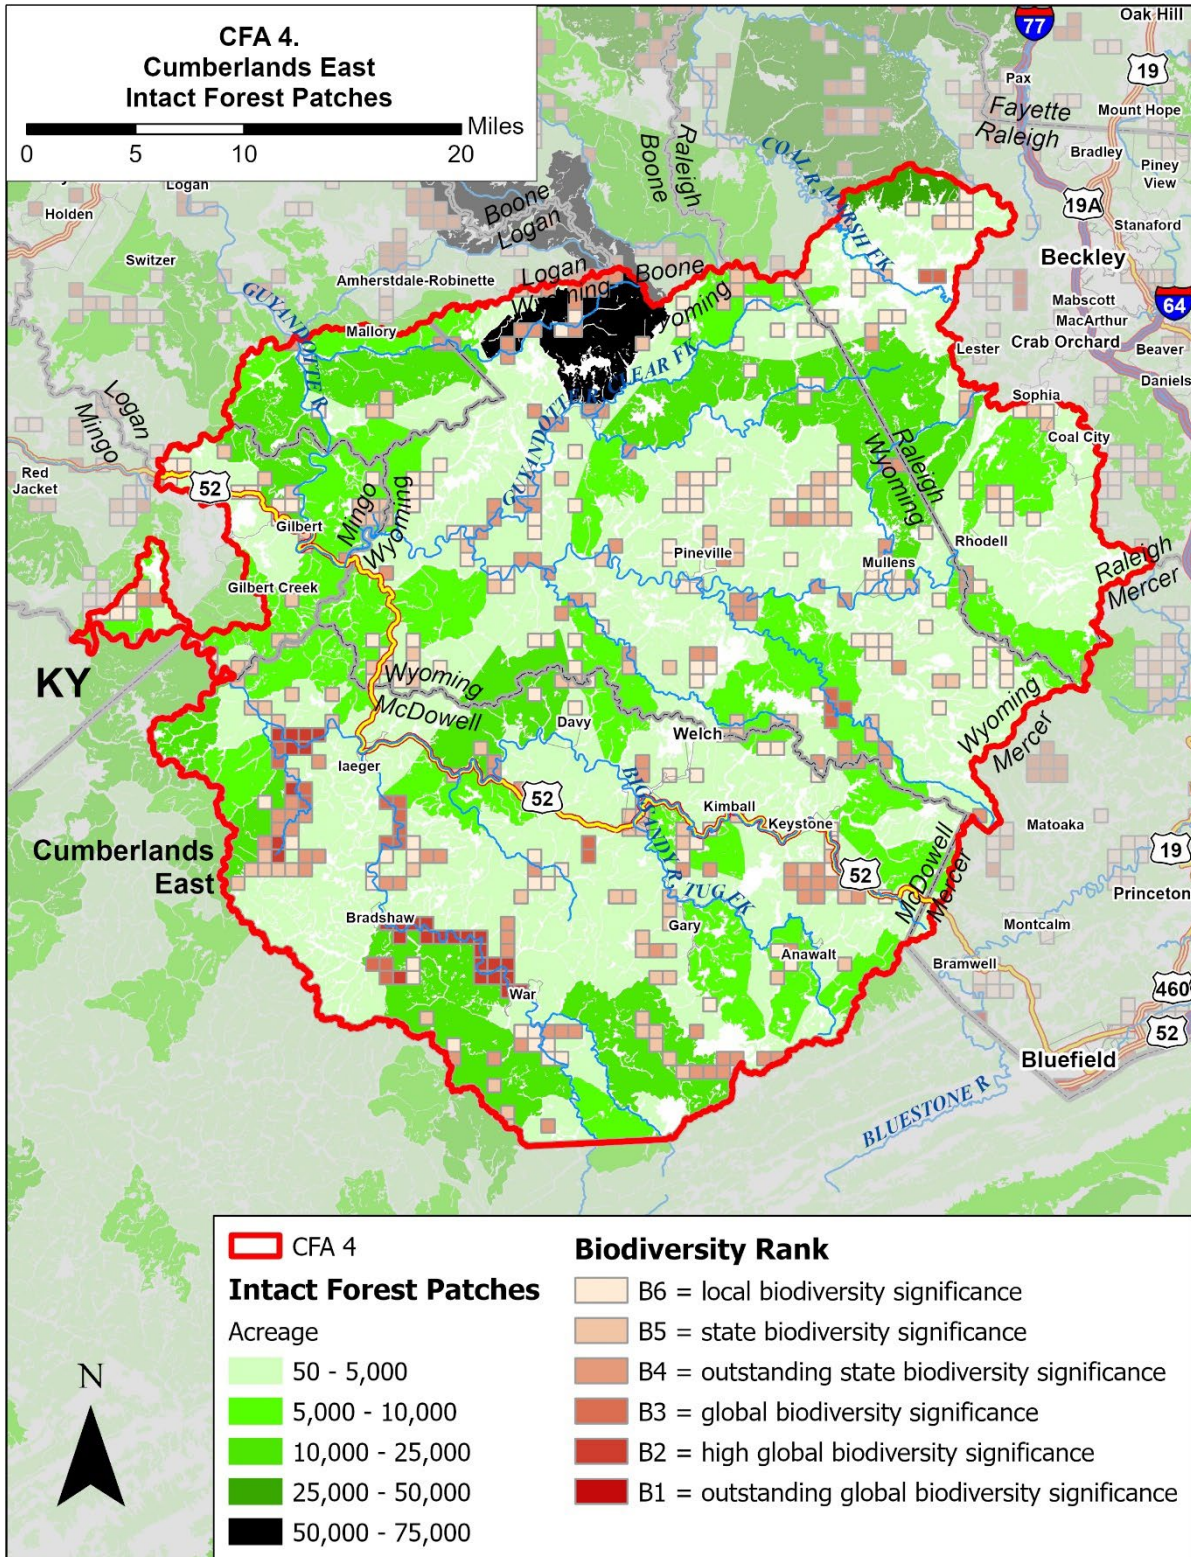 CFA 4.
Cumberlands East
Intact Forest Patches
Miles
0 5 10 20
77
Oak Hill
19
Pax
Fayette
Raleigh
Mount Hope
Bradley
Piney
View
19A
Stanaford
Beckley
Mabscott
64
MacArthur
Crab Orchard
Beaver
Lester
Daniels
Sophia
Coal City
Logan
Holden
Switzer
Boone
Logan
Raleigh
Boone
COAL R, MARSH FK
Amherstdale-Robinette
Logan
Wyoming
Boone
yoming
GUYANDOTTE R
Mallory
GUYANDOTTE R, CLEAR FK
Logan
Mingo
Red
Jacket
52
Gilbert
Mingo
Wyoming
GUYANDOTTE R
Raleigh
Wyoming
Pineville
Mullens
Rhodell
Raleigh
Mercer
Gilbert Creek
KY
Wyoming
McDowell
Davy
Welch
Wyoming
Mercer
Iaeger
52
BIG SANDY R, TUG FK
Kimball
Keystone
Matoaka
19
Cumberlands
East
52
McDowell
Mercer
Princeton
Bradshaw
Gary
Anawalt
Montcalm
Bramwell
War
460
52
Bluefield
BLUESTONE R
CFA 4
Intact Forest Patches
Acreage
50 - 5,000
5,000 - 10,000
10,000 - 25,000
25,000 - 50,000
50,000 - 75,000
Biodiversity Rank
B6 = local biodiversity significance
B5 = state biodiversity significance
B4 = outstanding state biodiversity significance
B3 = global biodiversity significance
B2 = high global biodiversity significance
B1 = outstanding global biodiversity significance
N